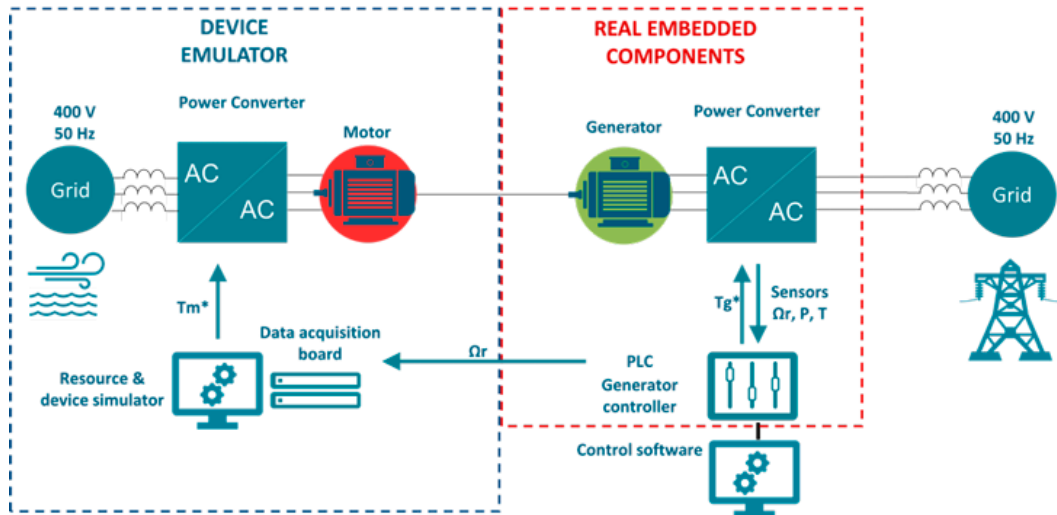 DEVICE
EMULATOR
REAL EMBEDDED
COMPONENTS
400 V
50 Hz
Grid
Power Converter
AC
AC
Motor
Generator
Power Converter
AC
AC
400 V
50 Hz
Grid
Tm*
Tg*
Sensors
Ωr, P, T
Resource &
device simulator
Data acquisition
board
Ωr
PLC
Generator
controller
Control software